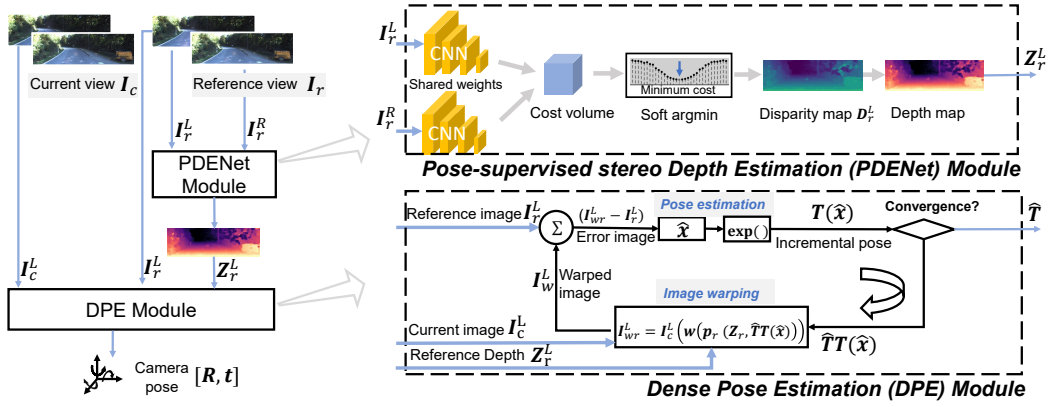 Current view I_c
Reference view I_r
I_r^L
I_r^R
PDENet
Module
I_c^L
I_r^L
Z_r^L
DPE Module
Camera
pose
[R, t]
I_r^L
CNN
Shared weights
I_r^R
CNN
Cost volume
Minimum cost
Soft argmin
Disparity map D_r^L
Depth map
Z_r^L
Pose-supervised stereo Depth Estimation (PDENet) Module
Reference image I_r^L
∑
(I_wr^L − I_r^L)
Error image
Pose estimation
x̂
exp()
T(x̂)
Incremental pose
Convergence?
T̂
I_w^L
Warped
image
Image warping
I_wr^L = I_c^L(w(p_r (Z_r, T̂T(x̂)))
T̂T(x̂)
Current image I_c^L
Reference Depth Z_r^L
Dense Pose Estimation (DPE) Module